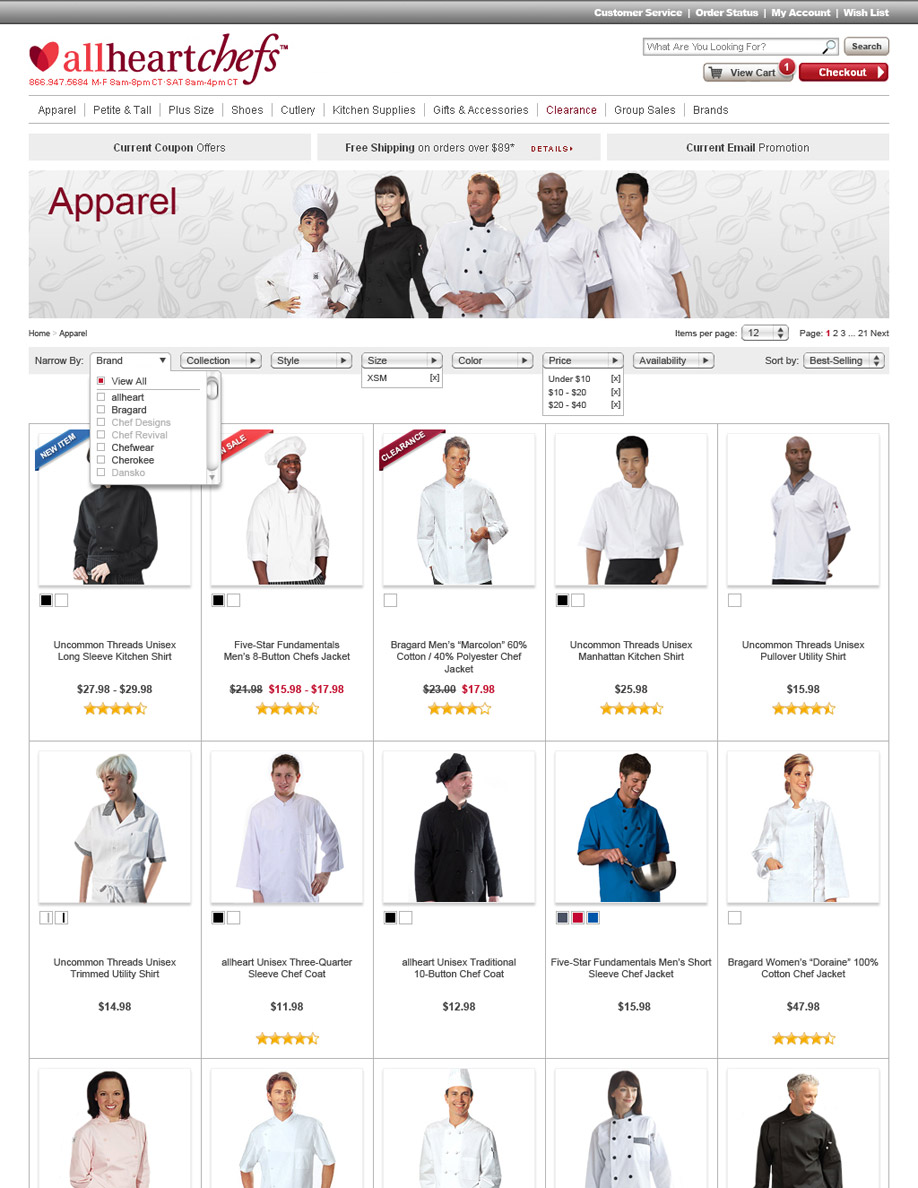 Customer Service | Order Status | My Account | Wish List
allheartchefs™
866.947.5684 M-F 8am-8pm CT·SAT 8am-4pm CT
What Are You Looking For?
Search
View Cart 1
Checkout
Apparel | Petite & Tall | Plus Size | Shoes | Cutlery | Kitchen Supplies | Gifts & Accessories | Clearance | Group Sales | Brands
Current Coupon Offers
Free Shipping on orders over $89* DETAILS
Current Email Promotion
Apparel
Home > Apparel
Items per page: 12 Page: 1 2 3 ... 21 Next
Narrow By: Brand Collection Style Size Color Price Availability Sort by: Best-Selling
XSM [x]
Under $10 [x]
$10 - $20 [x]
$20 - $40 [x]
View All
allheart
Bragard
Chef Designs
Chef Revival
Chefwear
Cherokee
Dansko
NEW ITEM
SALE
CLEARANCE
Uncommon Threads Unisex
Long Sleeve Kitchen Shirt
$27.98 - $29.98
Five-Star Fundamentals
Men's 8-Button Chefs Jacket
$21.98 $15.98 - $17.98
Bragard Men's “Marcolon” 60%
Cotton / 40% Polyester Chef
Jacket
$23.00 $17.98
Uncommon Threads Unisex
Manhattan Kitchen Shirt
$25.98
Uncommon Threads Unisex
Pullover Utility Shirt
$15.98
Uncommon Threads Unisex
Trimmed Utility Shirt
$14.98
allheart Unisex Three-Quarter
Sleeve Chef Coat
$11.98
allheart Unisex Traditional
10-Button Chef Coat
$12.98
Five-Star Fundamentals Men's Short
Sleeve Chef Jacket
$15.98
Bragard Women's “Doraine” 100%
Cotton Chef Jacket
$47.98